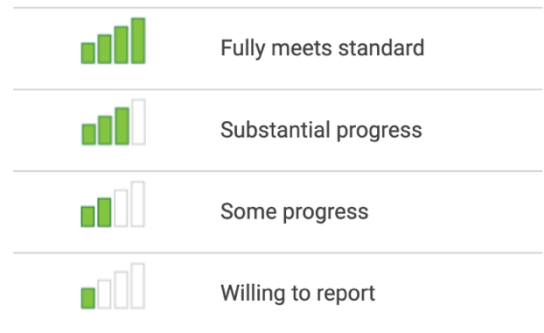 Fully meets standard
Substantial progress
Some progress
Willing to report